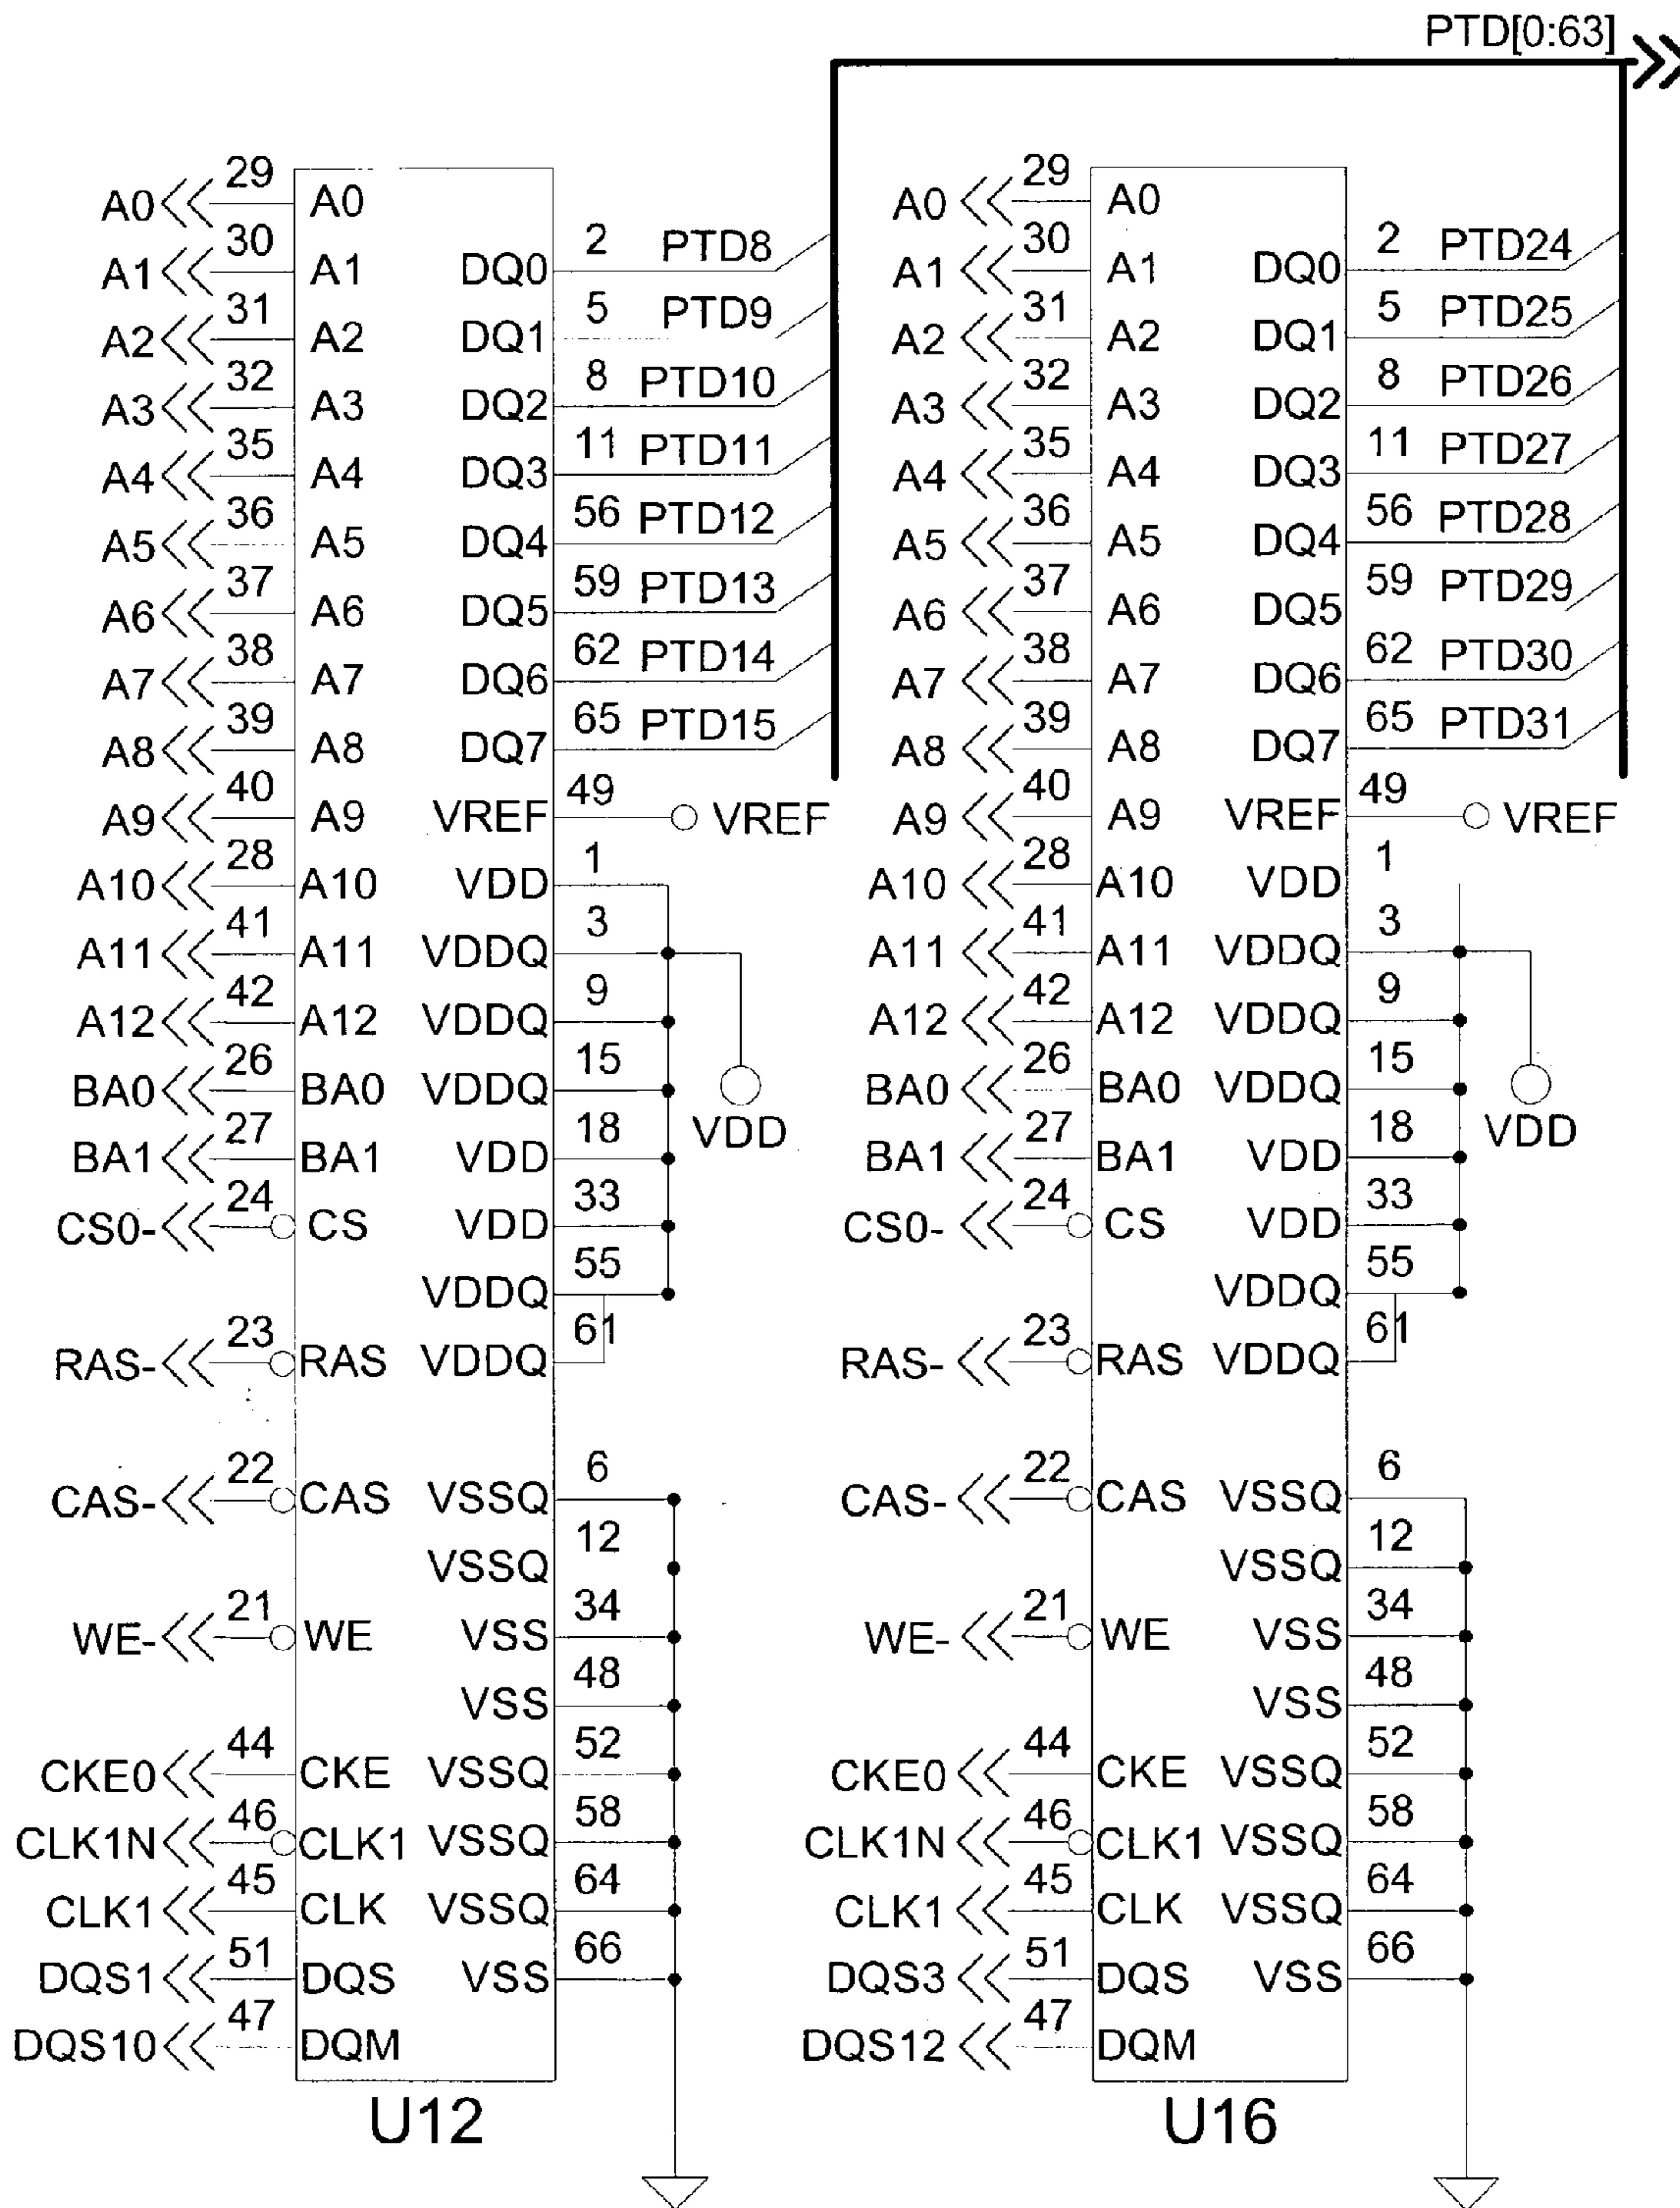 PTD[0:63]
A0 29 A0
A1 30 A1 DQ0 2 PTD8
A2 31 A2 DQ1 5 PTD9
A3 32 A3 DQ2 8 PTD10
A4 35 A4 DQ3 11 PTD11
A5 36 A5 DQ4 56 PTD12
A6 37 A6 DQ5 59 PTD13
A7 38 A7 DQ6 62 PTD14
A8 39 A8 DQ7 65 PTD15
A9 40 A9 VREF 49 VREF
A10 28 A10 VDD 1
A11 41 A11 VDDQ 3
A12 42 A12 VDDQ 9
BA0 26 BA0 VDDQ 15
BA1 27 BA1 VDD 18 VDD
CS0- 24 CS VDD 33
VDDQ 55
RAS- 23 RAS VDDQ 61
CAS- 22 CAS VSSQ 6
VSSQ 12
WE- 21 WE VSS 34
VSS 48
CKE0 44 CKE VSSQ 52
CLK1N 46 CLK1 VSSQ 58
CLK1 45 CLK VSSQ 64
DQS1 51 DQS VSS 66
DQS10 47 DQM
U12
A0 29 A0
A1 30 A1 DQ0 2 PTD24
A2 31 A2 DQ1 5 PTD25
A3 32 A3 DQ2 8 PTD26
A4 35 A4 DQ3 11 PTD27
A5 36 A5 DQ4 56 PTD28
A6 37 A6 DQ5 59 PTD29
A7 38 A7 DQ6 62 PTD30
A8 39 A8 DQ7 65 PTD31
A9 40 A9 VREF 49 VREF
A10 28 A10 VDD 1
A11 41 A11 VDDQ 3
A12 42 A12 VDDQ 9
BA0 26 BA0 VDDQ 15
BA1 27 BA1 VDD 18 VDD
CS0- 24 CS VDD 33
VDDQ 55
RAS- 23 RAS VDDQ 61
CAS- 22 CAS VSSQ 6
VSSQ 12
WE- 21 WE VSS 34
VSS 48
CKE0 44 CKE VSSQ 52
CLK1N 46 CLK1 VSSQ 58
CLK1 45 CLK VSSQ 64
DQS3 51 DQS VSS 66
DQS12 47 DQM
U16